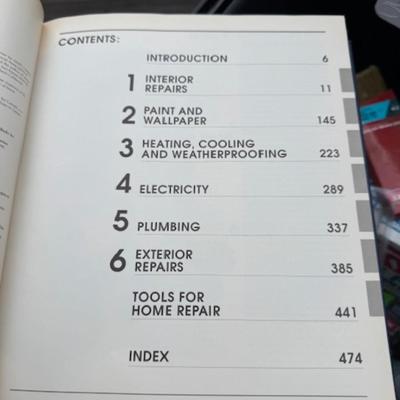 CONTENTS:
INTRODUCTION 6
1 INTERIOR
REPAIRS 11
2 PAINT AND
WALLPAPER 145
3 HEATING, COOLING
AND WEATHERPROOFING 223
4 ELECTRICITY 289
5 PLUMBING 337
6 EXTERIOR
REPAIRS 385
TOOLS FOR
HOME REPAIR 441
INDEX 474